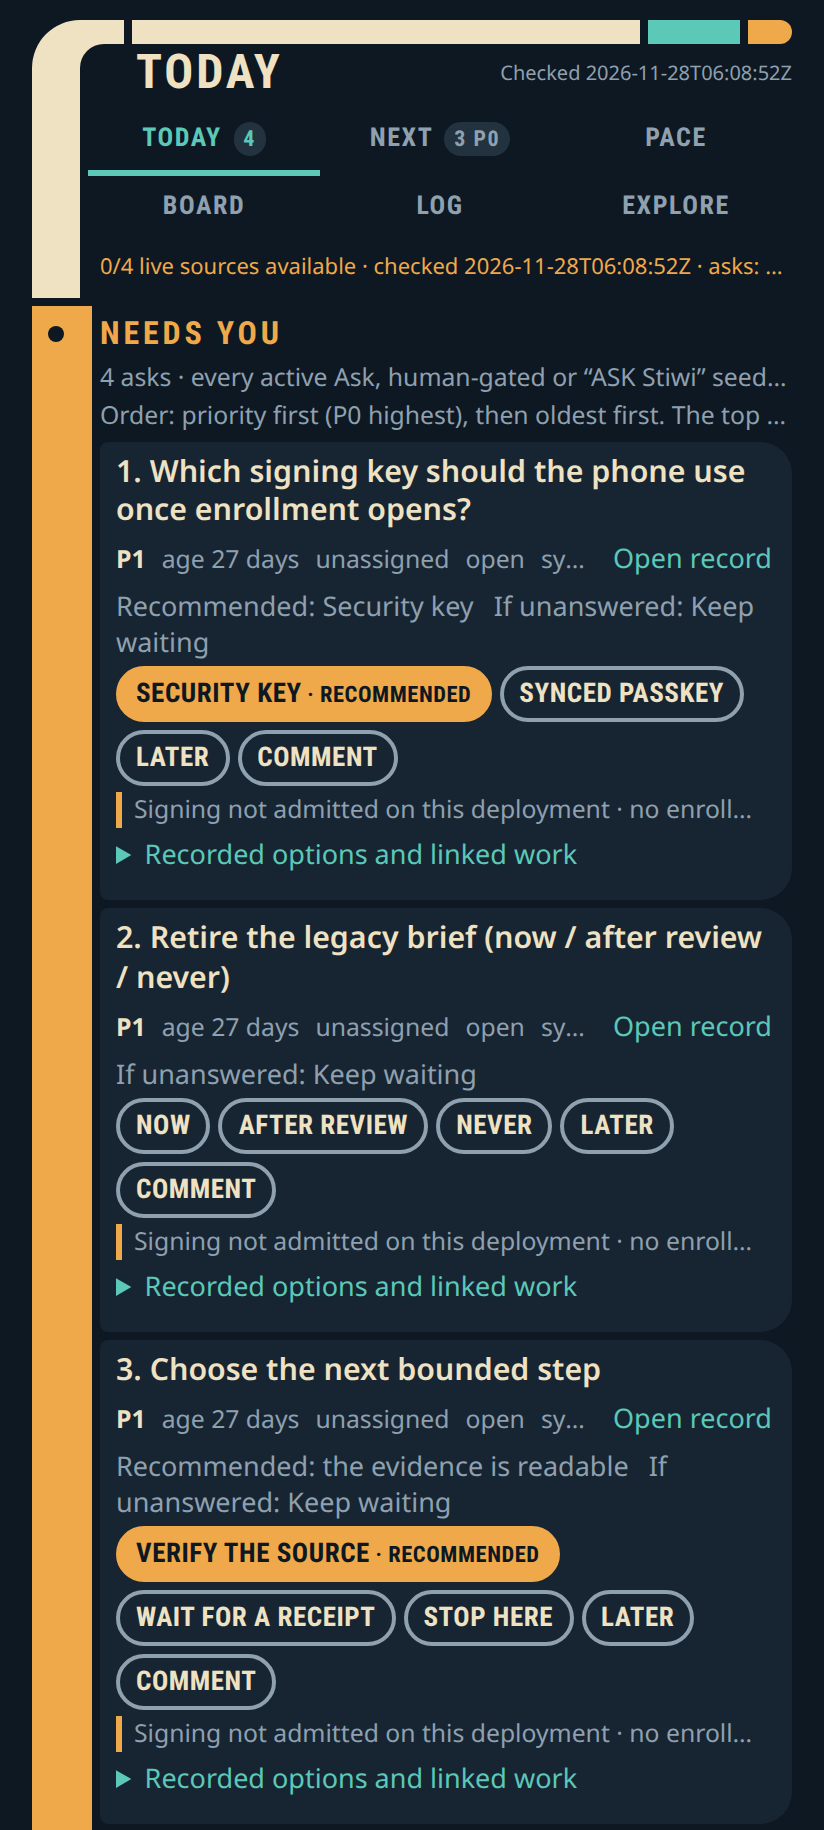 TODAY
Checked 2026-11-28T06:08:52Z
TODAY 4
NEXT 3 P0
PACE
BOARD
LOG
EXPLORE
0/4 live sources available · checked 2026-11-28T06:08:52Z · asks: ...
NEEDS YOU
4 asks · every active Ask, human-gated or “ASK Stiwi” seed...
Order: priority first (P0 highest), then oldest first. The top ...
1. Which signing key should the phone use
once enrollment opens?
P1 age 27 days unassigned open sy... Open record
Recommended: Security key If unanswered: Keep
waiting
SECURITY KEY · RECOMMENDED SYNCED PASSKEY
LATER COMMENT
Signing not admitted on this deployment · no enroll...
▶ Recorded options and linked work
2. Retire the legacy brief (now / after review
/ never)
P1 age 27 days unassigned open sy... Open record
If unanswered: Keep waiting
NOW AFTER REVIEW NEVER LATER
COMMENT
Signing not admitted on this deployment · no enroll...
▶ Recorded options and linked work
3. Choose the next bounded step
P1 age 27 days unassigned open sy... Open record
Recommended: the evidence is readable If
unanswered: Keep waiting
VERIFY THE SOURCE · RECOMMENDED
WAIT FOR A RECEIPT STOP HERE LATER
COMMENT
Signing not admitted on this deployment · no enroll...
▶ Recorded options and linked work